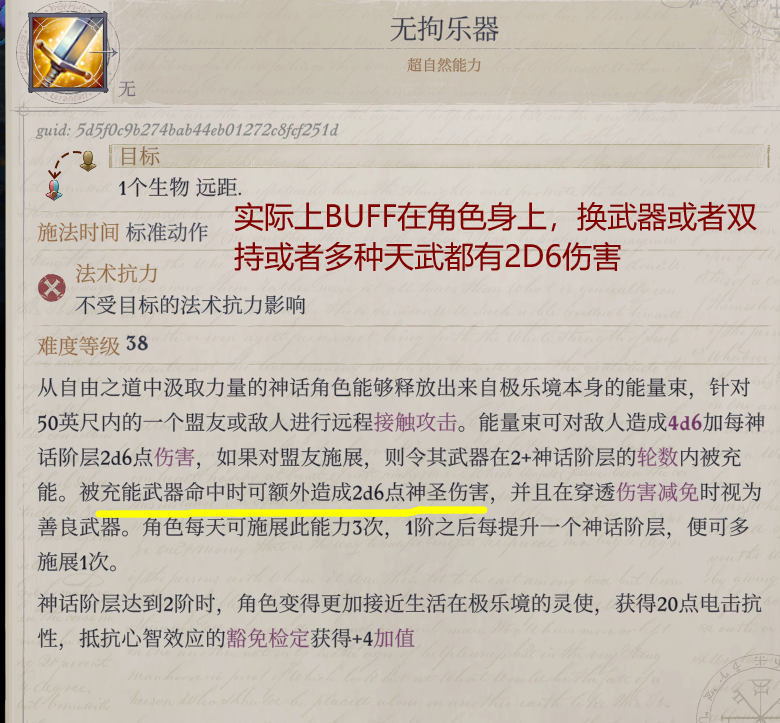 无拘乐器
超自然能力
无
guid: 5d5f0c9b274bab44eb01272c8fcf251d
目标
1个生物 远距.
实际上BUFF在角色身上，换武器或者双
持或者多种天武都有2D6伤害
施法时间 标准动作
法术抗力
不受目标的法术抗力影响
难度等级 38
从自由之道中汲取力量的神话角色能够释放出来自极乐境本身的能量束，针对
50英尺内的一个盟友或敌人进行远程接触攻击。能量束可对敌人造成4d6加每神
话阶层2d6点伤害，如果对盟友施展，则令其武器在2+神话阶层的轮数内被充
能。被充能武器命中时可额外造成2d6点神圣伤害，并且在穿透伤害减免时视为
善良武器。角色每天可施展此能力3次，1阶之后每提升一个神话阶层，便可多
施展1次。
神话阶层达到2阶时，角色变得更加接近生活在极乐境的灵使，获得20点电击抗
性，抵抗心智效应的豁免检定获得+4加值